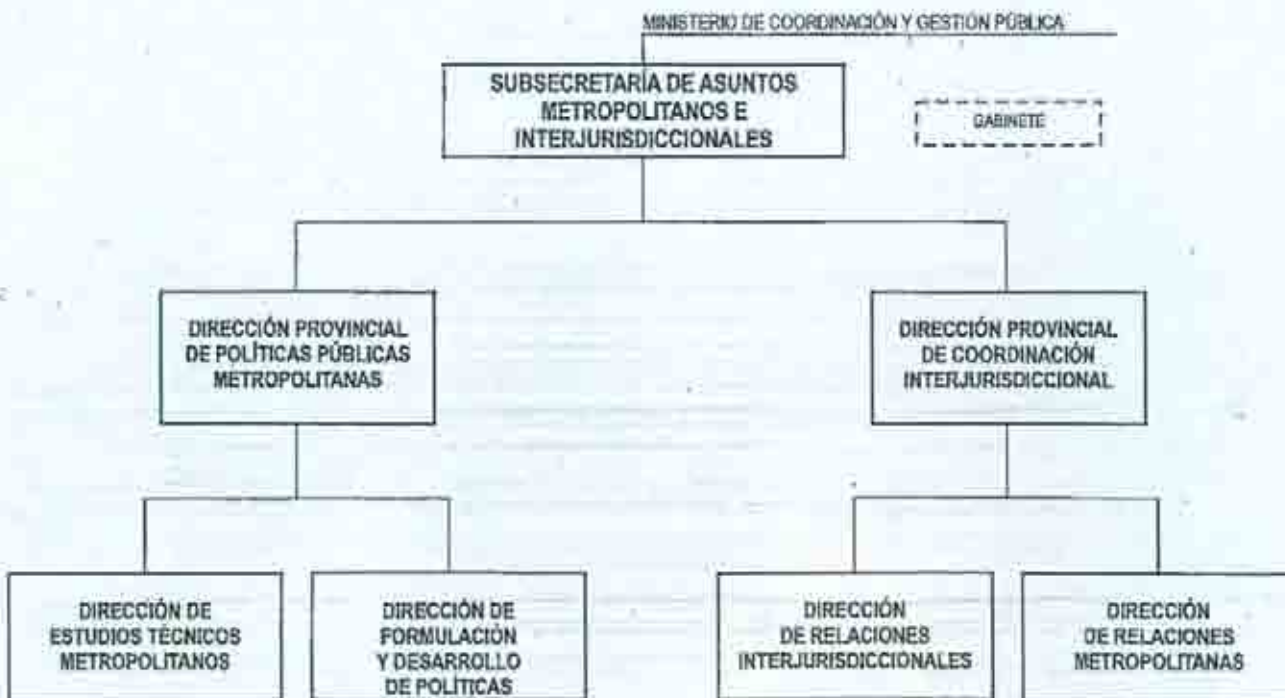 MINISTERIO DE COORDINACIÓN Y GESTIÓN PÚBLICA
SUBSECRETARÍA DE ASUNTOS
METROPOLITANOS E
INTERJURISDICCIONALES
GABINETE
DIRECCIÓN PROVINCIAL
DE POLÍTICAS PÚBLICAS
METROPOLITANAS
DIRECCIÓN PROVINCIAL
DE COORDINACIÓN
INTERJURISDICCIONAL
DIRECCIÓN DE
ESTUDIOS TÉCNICOS
METROPOLITANOS
DIRECCIÓN DE
FORMULACIÓN
Y DESARROLLO
DE POLÍTICAS
DIRECCIÓN
DE RELACIONES
INTERJURISDICCIONALES
DIRECCIÓN
DE RELACIONES
METROPOLITANAS